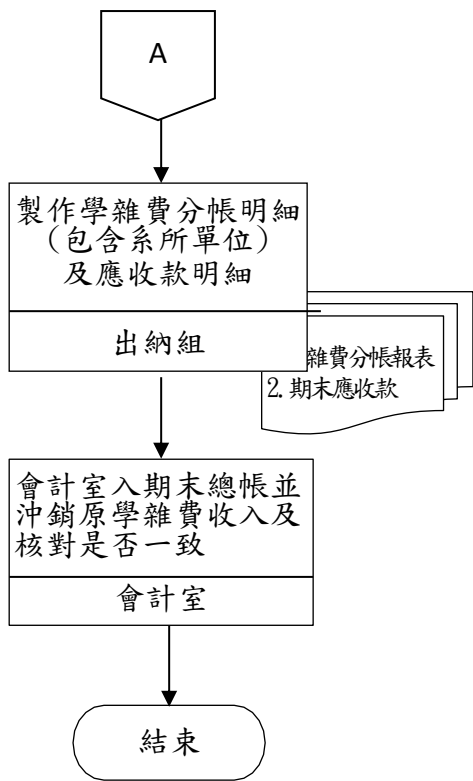 A
製作學雜費分帳明細
(包含系所單位)
及應收款明細
出納組
雜費分帳報表
2. 期末應收款
會計室入期末總帳並
沖銷原學雜費收入及
核對是否一致
會計室
結束